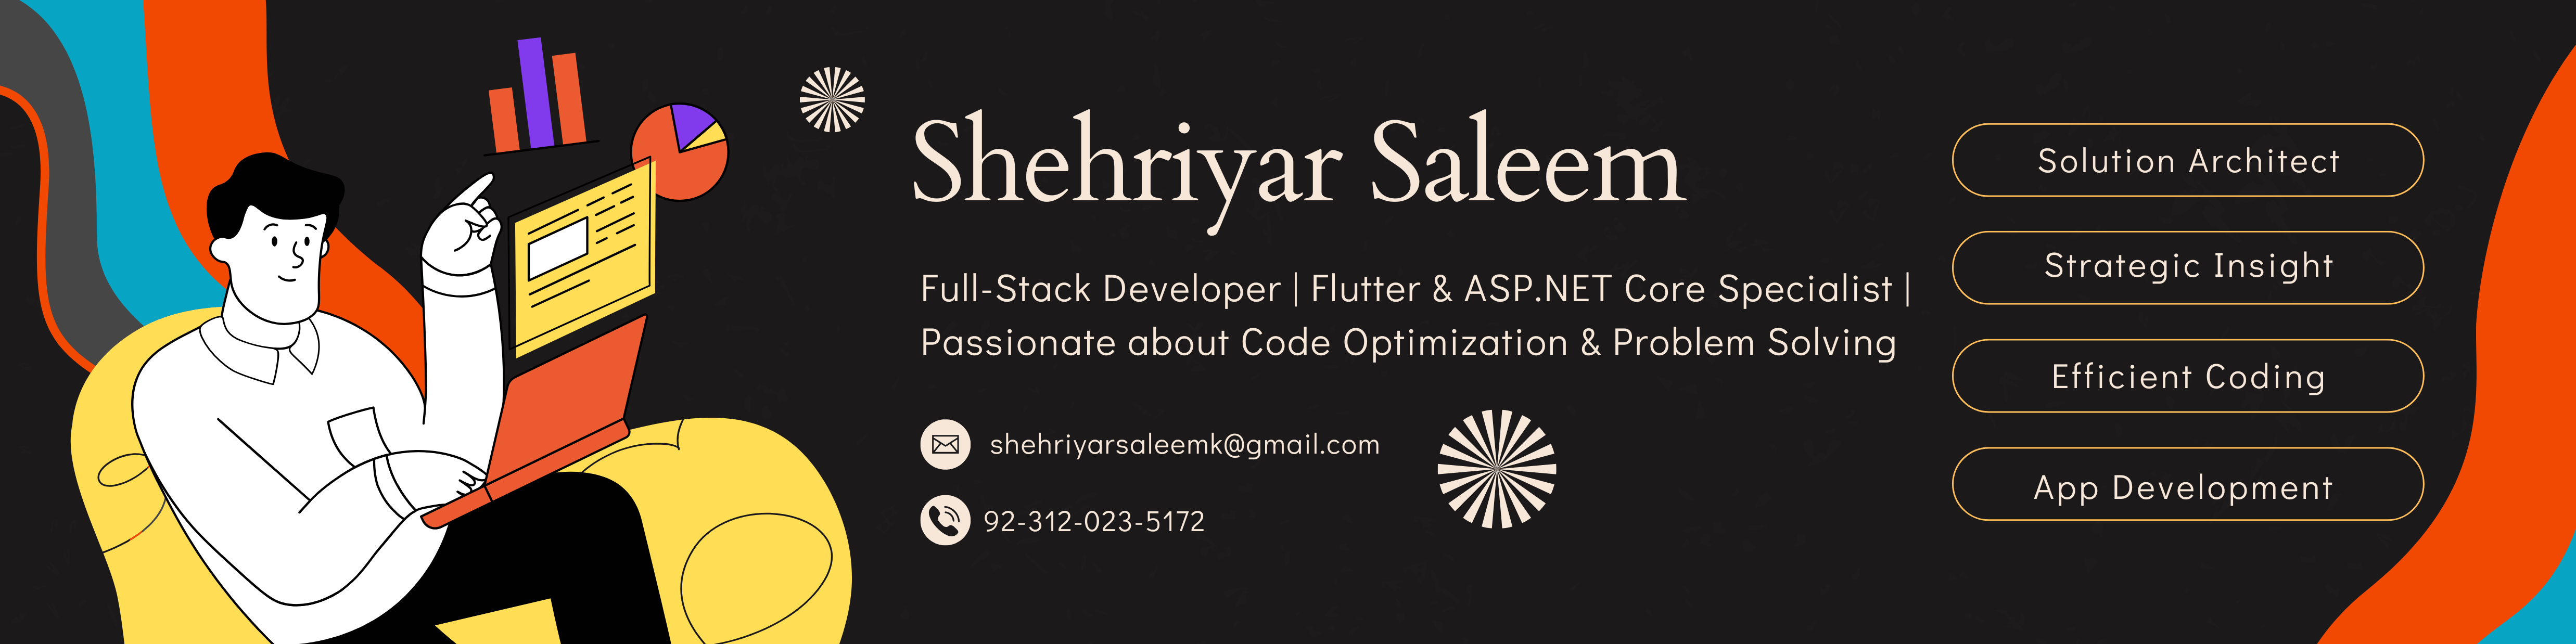 Shehriyar Saleem
Full-Stack Developer | Flutter & ASP.NET Core Specialist |
Passionate about Code Optimization & Problem Solving
shehriyarsaleemk@gmail.com
92-312-023-5172
Solution Architect
Strategic Insight
Efficient Coding
App Development